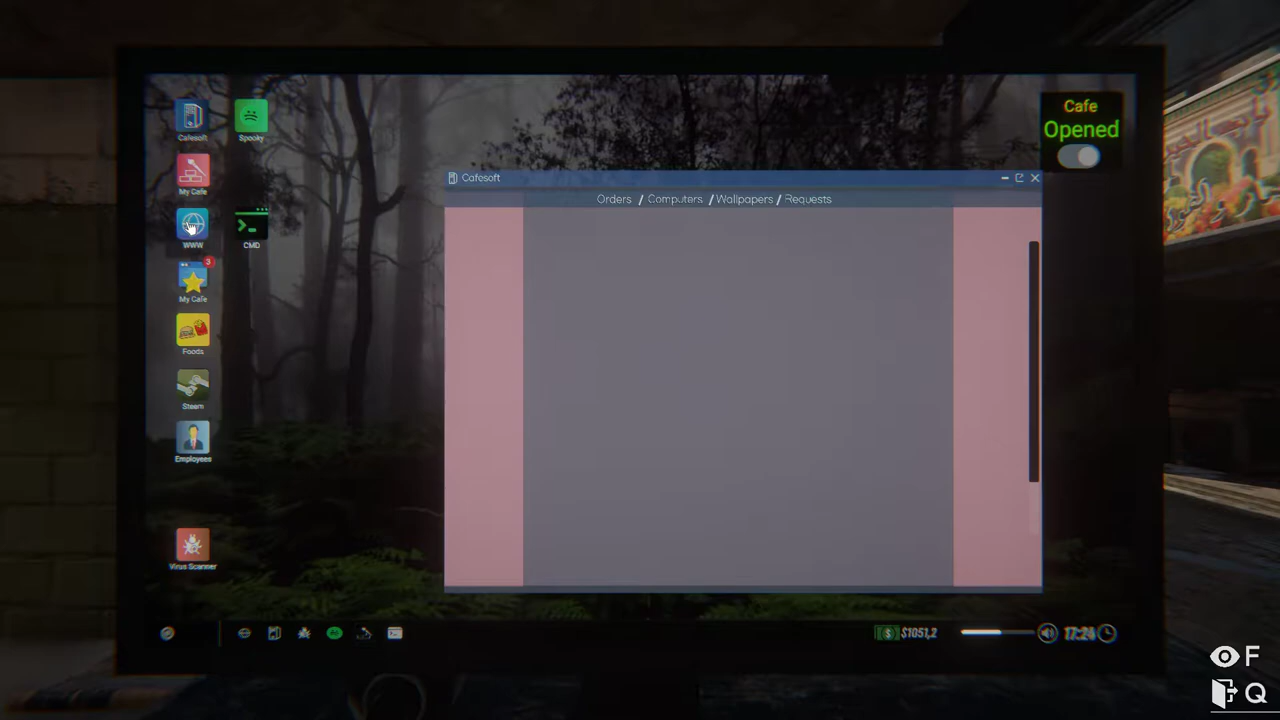 Cafesoft
Spooky
My Cafe
WWW
CMD
3
My Cafe
Foods
Steam
Employees
Virus Scanner
Cafesoft
Orders / Computers / Wallpapers / Requests
Cafe
Opened
$1051,2
17:24
F
Q